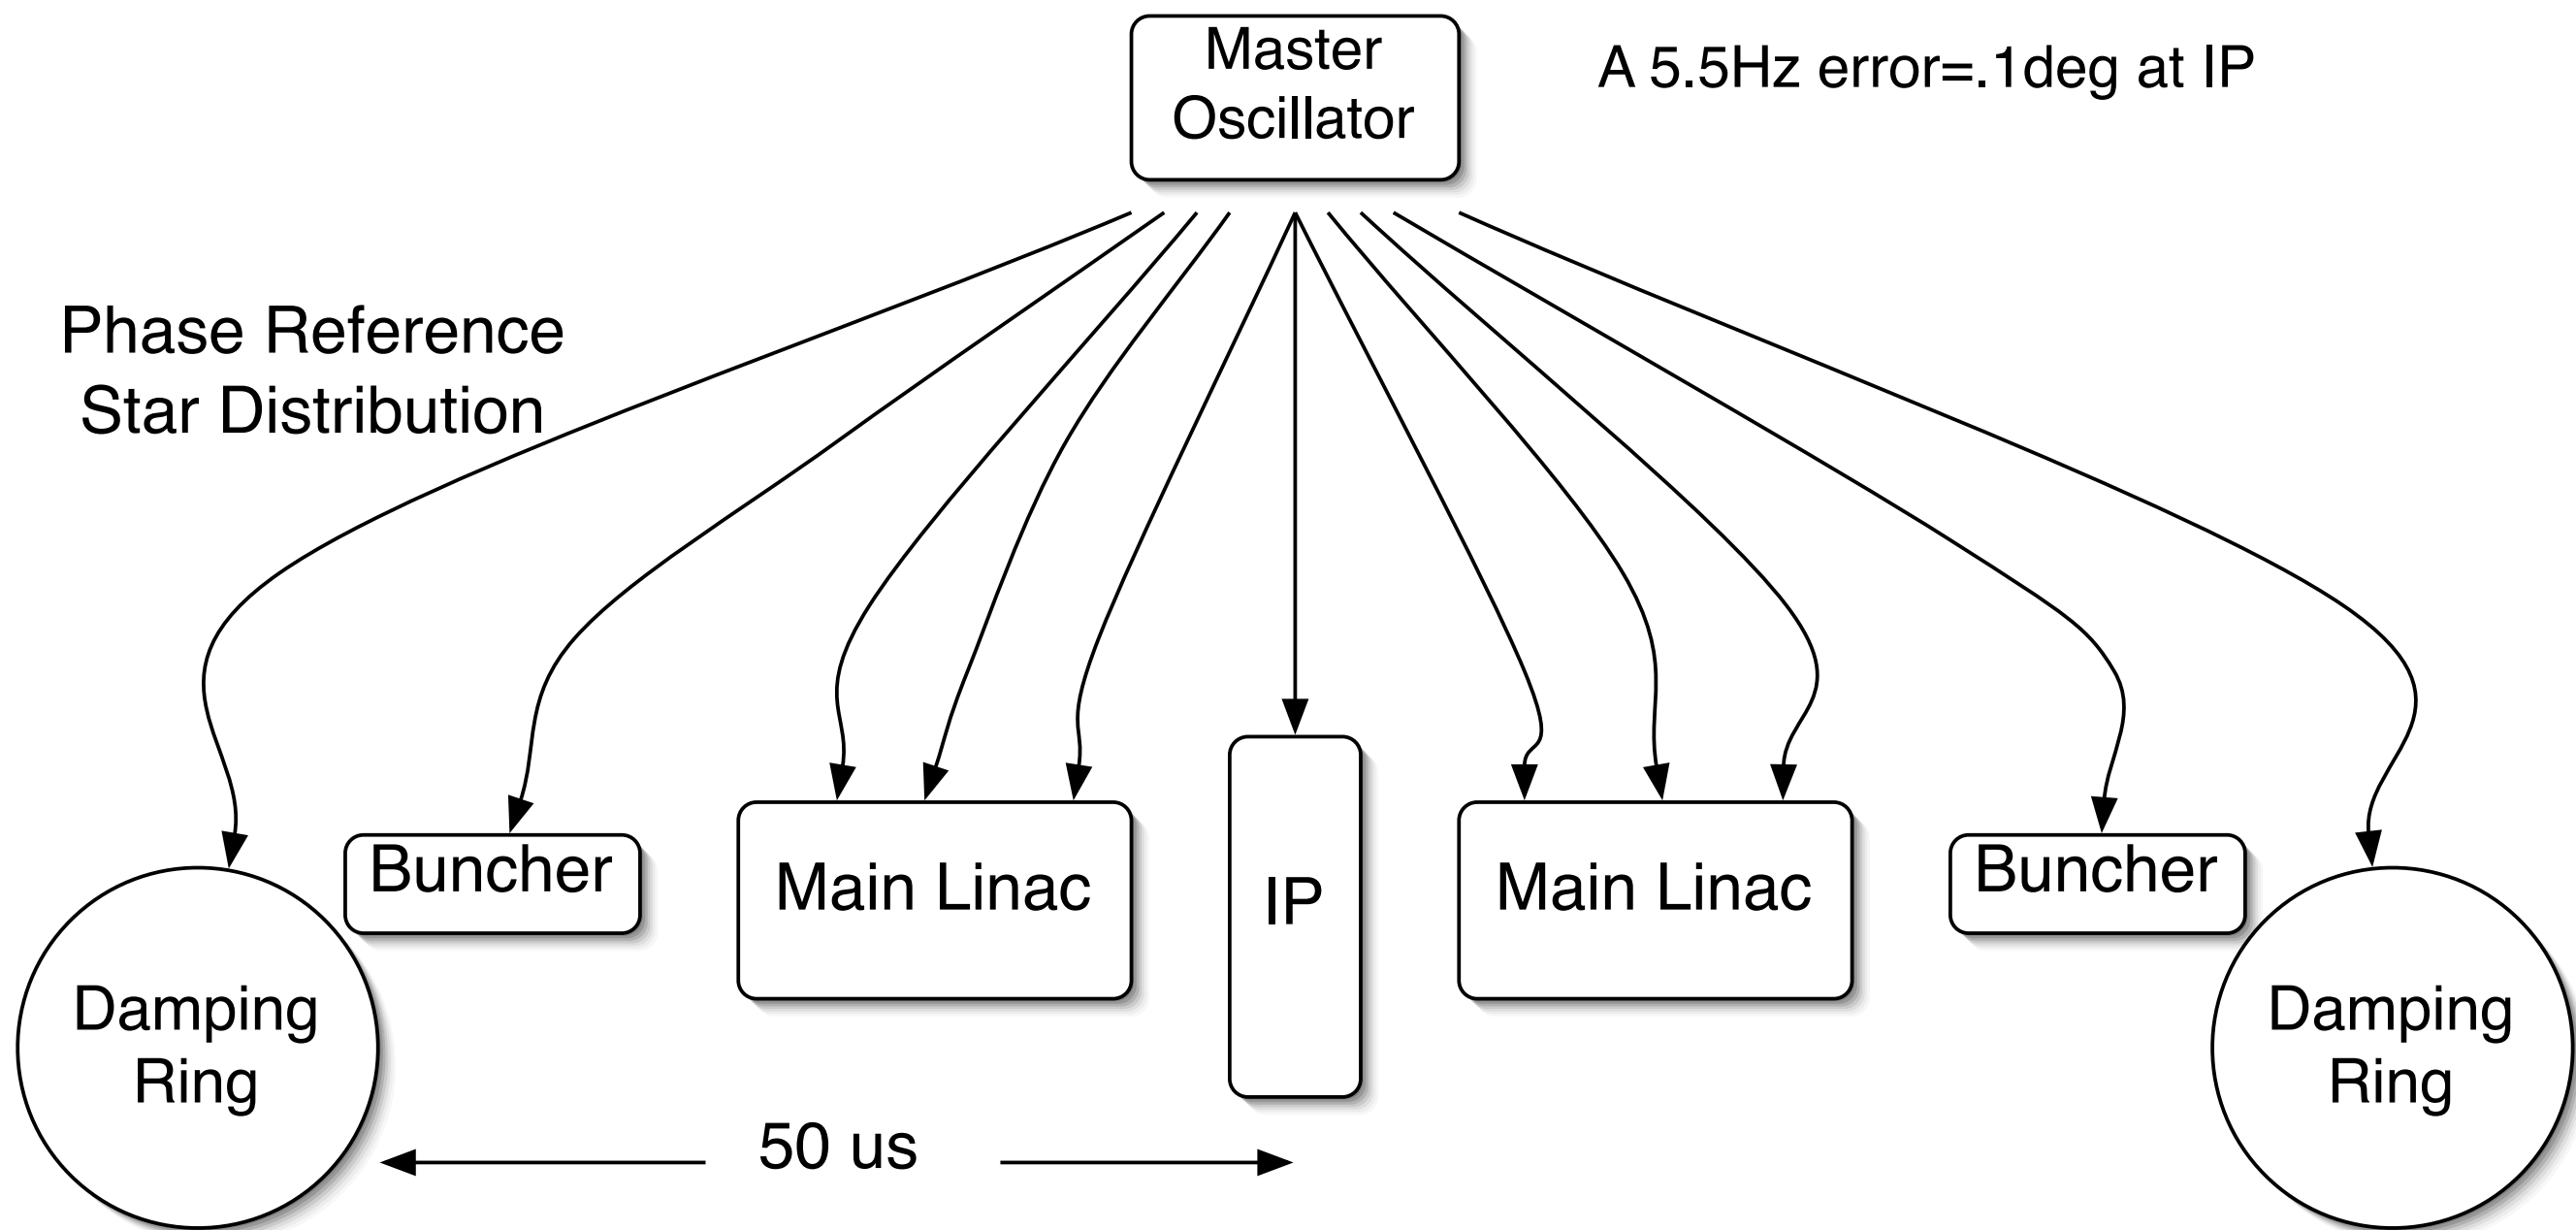 Master
Oscillator
A 5.5Hz error=.1deg at IP
Phase Reference
Star Distribution
Buncher
Main Linac
IP
Main Linac
Buncher
Damping
Ring
Damping
Ring
50 us